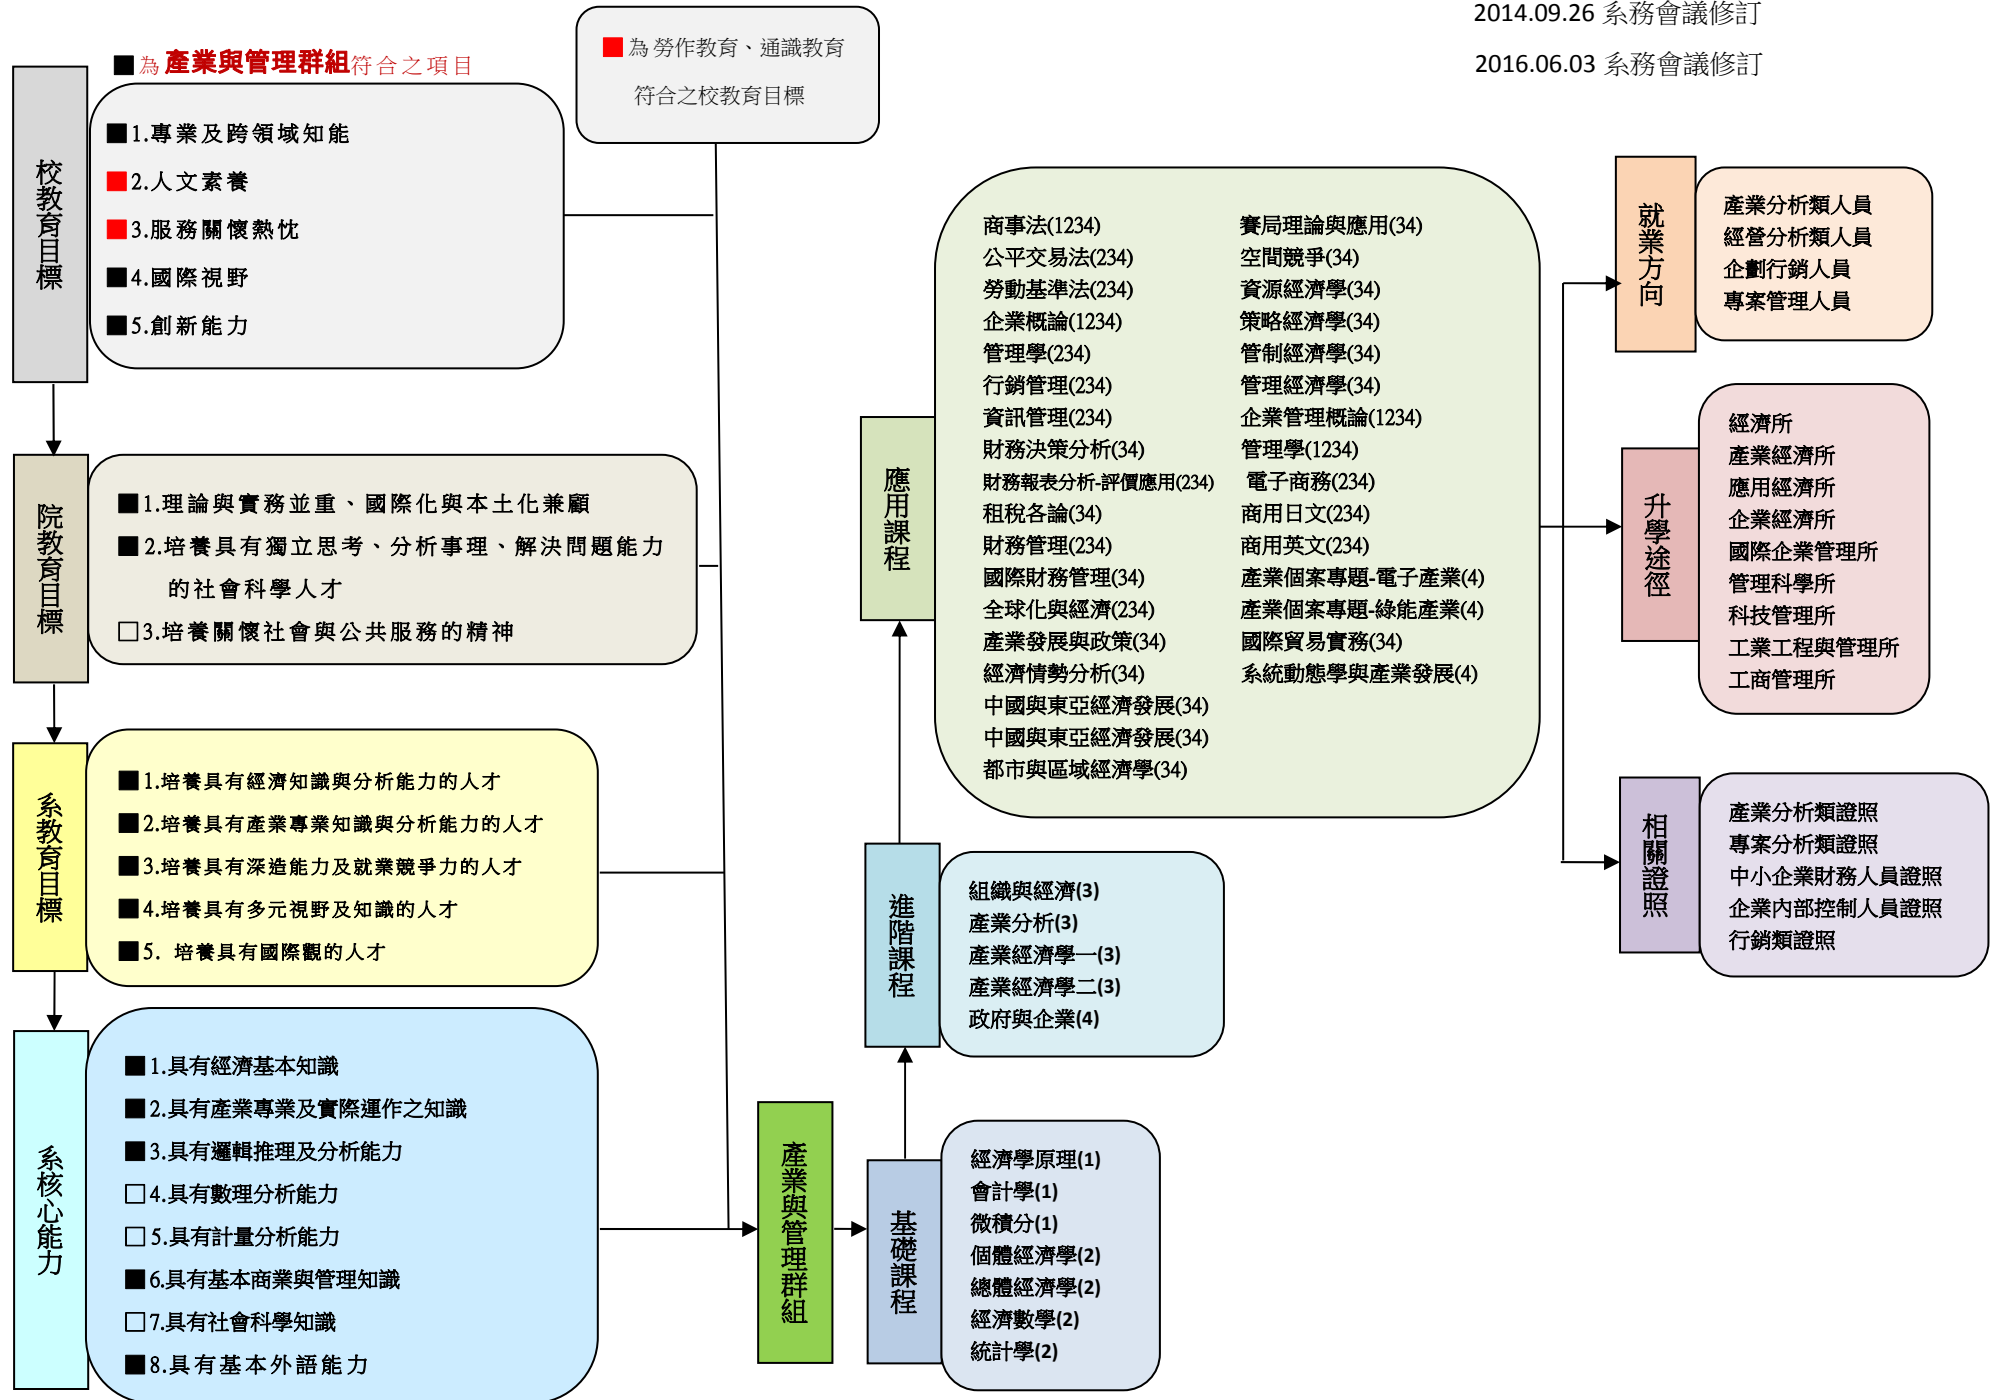 2014.09.26 系務會議修訂
2016.06.03 系務會議修訂
■為 產業與管理群組符合之項目
■為 勞作教育、通識教育
符合之校教育目標
校教育目標
■1.專業及跨領域知能
■2.人文素養
■3.服務關懷熱忱
■4.國際視野
■5.創新能力
院教育目標
■1.理論與實務並重、國際化與本土化兼顧
■2.培養具有獨立思考、分析事理、解決問題能力
的社會科學人才
□3.培養關懷社會與公共服務的精神
系教育目標
■1.培養具有經濟知識與分析能力的人才
■2.培養具有產業專業知識與分析能力的人才
■3.培養具有深造能力及就業競爭力的人才
■4.培養具有多元視野及知識的人才
■5. 培養具有國際觀的人才
系核心能力
■1.具有經濟基本知識
■2.具有產業專業及實際運作之知識
■3.具有邏輯推理及分析能力
□4.具有數理分析能力
□5.具有計量分析能力
■6.具有基本商業與管理知識
□7.具有社會科學知識
■8.具有基本外語能力
產業與管理群組
基礎課程
經濟學原理(1)
會計學(1)
微積分(1)
個體經濟學(2)
總體經濟學(2)
經濟數學(2)
統計學(2)
進階課程
組織與經濟(3)
產業分析(3)
產業經濟學一(3)
產業經濟學二(3)
政府與企業(4)
應用課程
商事法(1234)
公平交易法(234)
勞動基準法(234)
企業概論(1234)
管理學(234)
行銷管理(234)
資訊管理(234)
財務決策分析(34)
財務報表分析-評價應用(234)
租稅各論(34)
財務管理(234)
國際財務管理(34)
全球化與經濟(234)
產業發展與政策(34)
經濟情勢分析(34)
中國與東亞經濟發展(34)
中國與東亞經濟發展(34)
都市與區域經濟學(34)
賽局理論與應用(34)
空間競爭(34)
資源經濟學(34)
策略經濟學(34)
管制經濟學(34)
管理經濟學(34)
企業管理概論(1234)
管理學(1234)
電子商務(234)
商用日文(234)
商用英文(234)
產業個案專題-電子產業(4)
產業個案專題-綠能產業(4)
國際貿易實務(34)
系統動態學與產業發展(4)
就業方向
產業分析類人員
經營分析類人員
企劃行銷人員
專案管理人員
升學途徑
經濟所
產業經濟所
應用經濟所
企業經濟所
國際企業管理所
管理科學所
科技管理所
工業工程與管理所
工商管理所
相關證照
產業分析類證照
專案分析類證照
中小企業財務人員證照
企業內部控制人員證照
行銷類證照